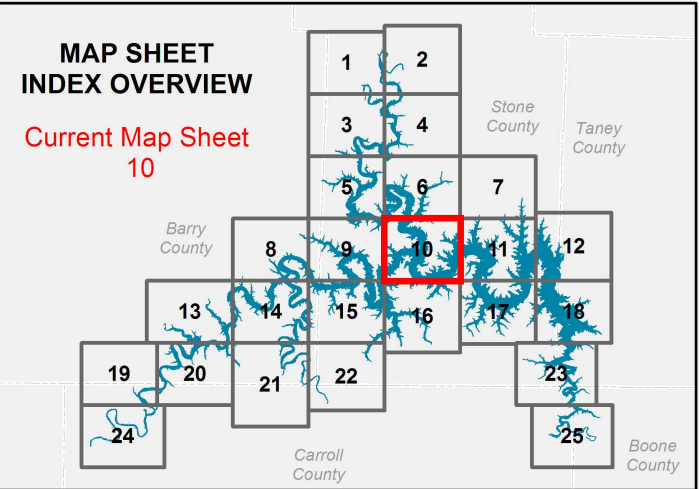 MAP SHEET
INDEX OVERVIEW
Current Map Sheet
10
1
2
3
4
Stone
County
Taney
County
5
6
7
Barry
County
8
9
10
11
12
13
14
15
16
17
18
19
20
21
22
23
24
25
Carroll
County
Boone
County